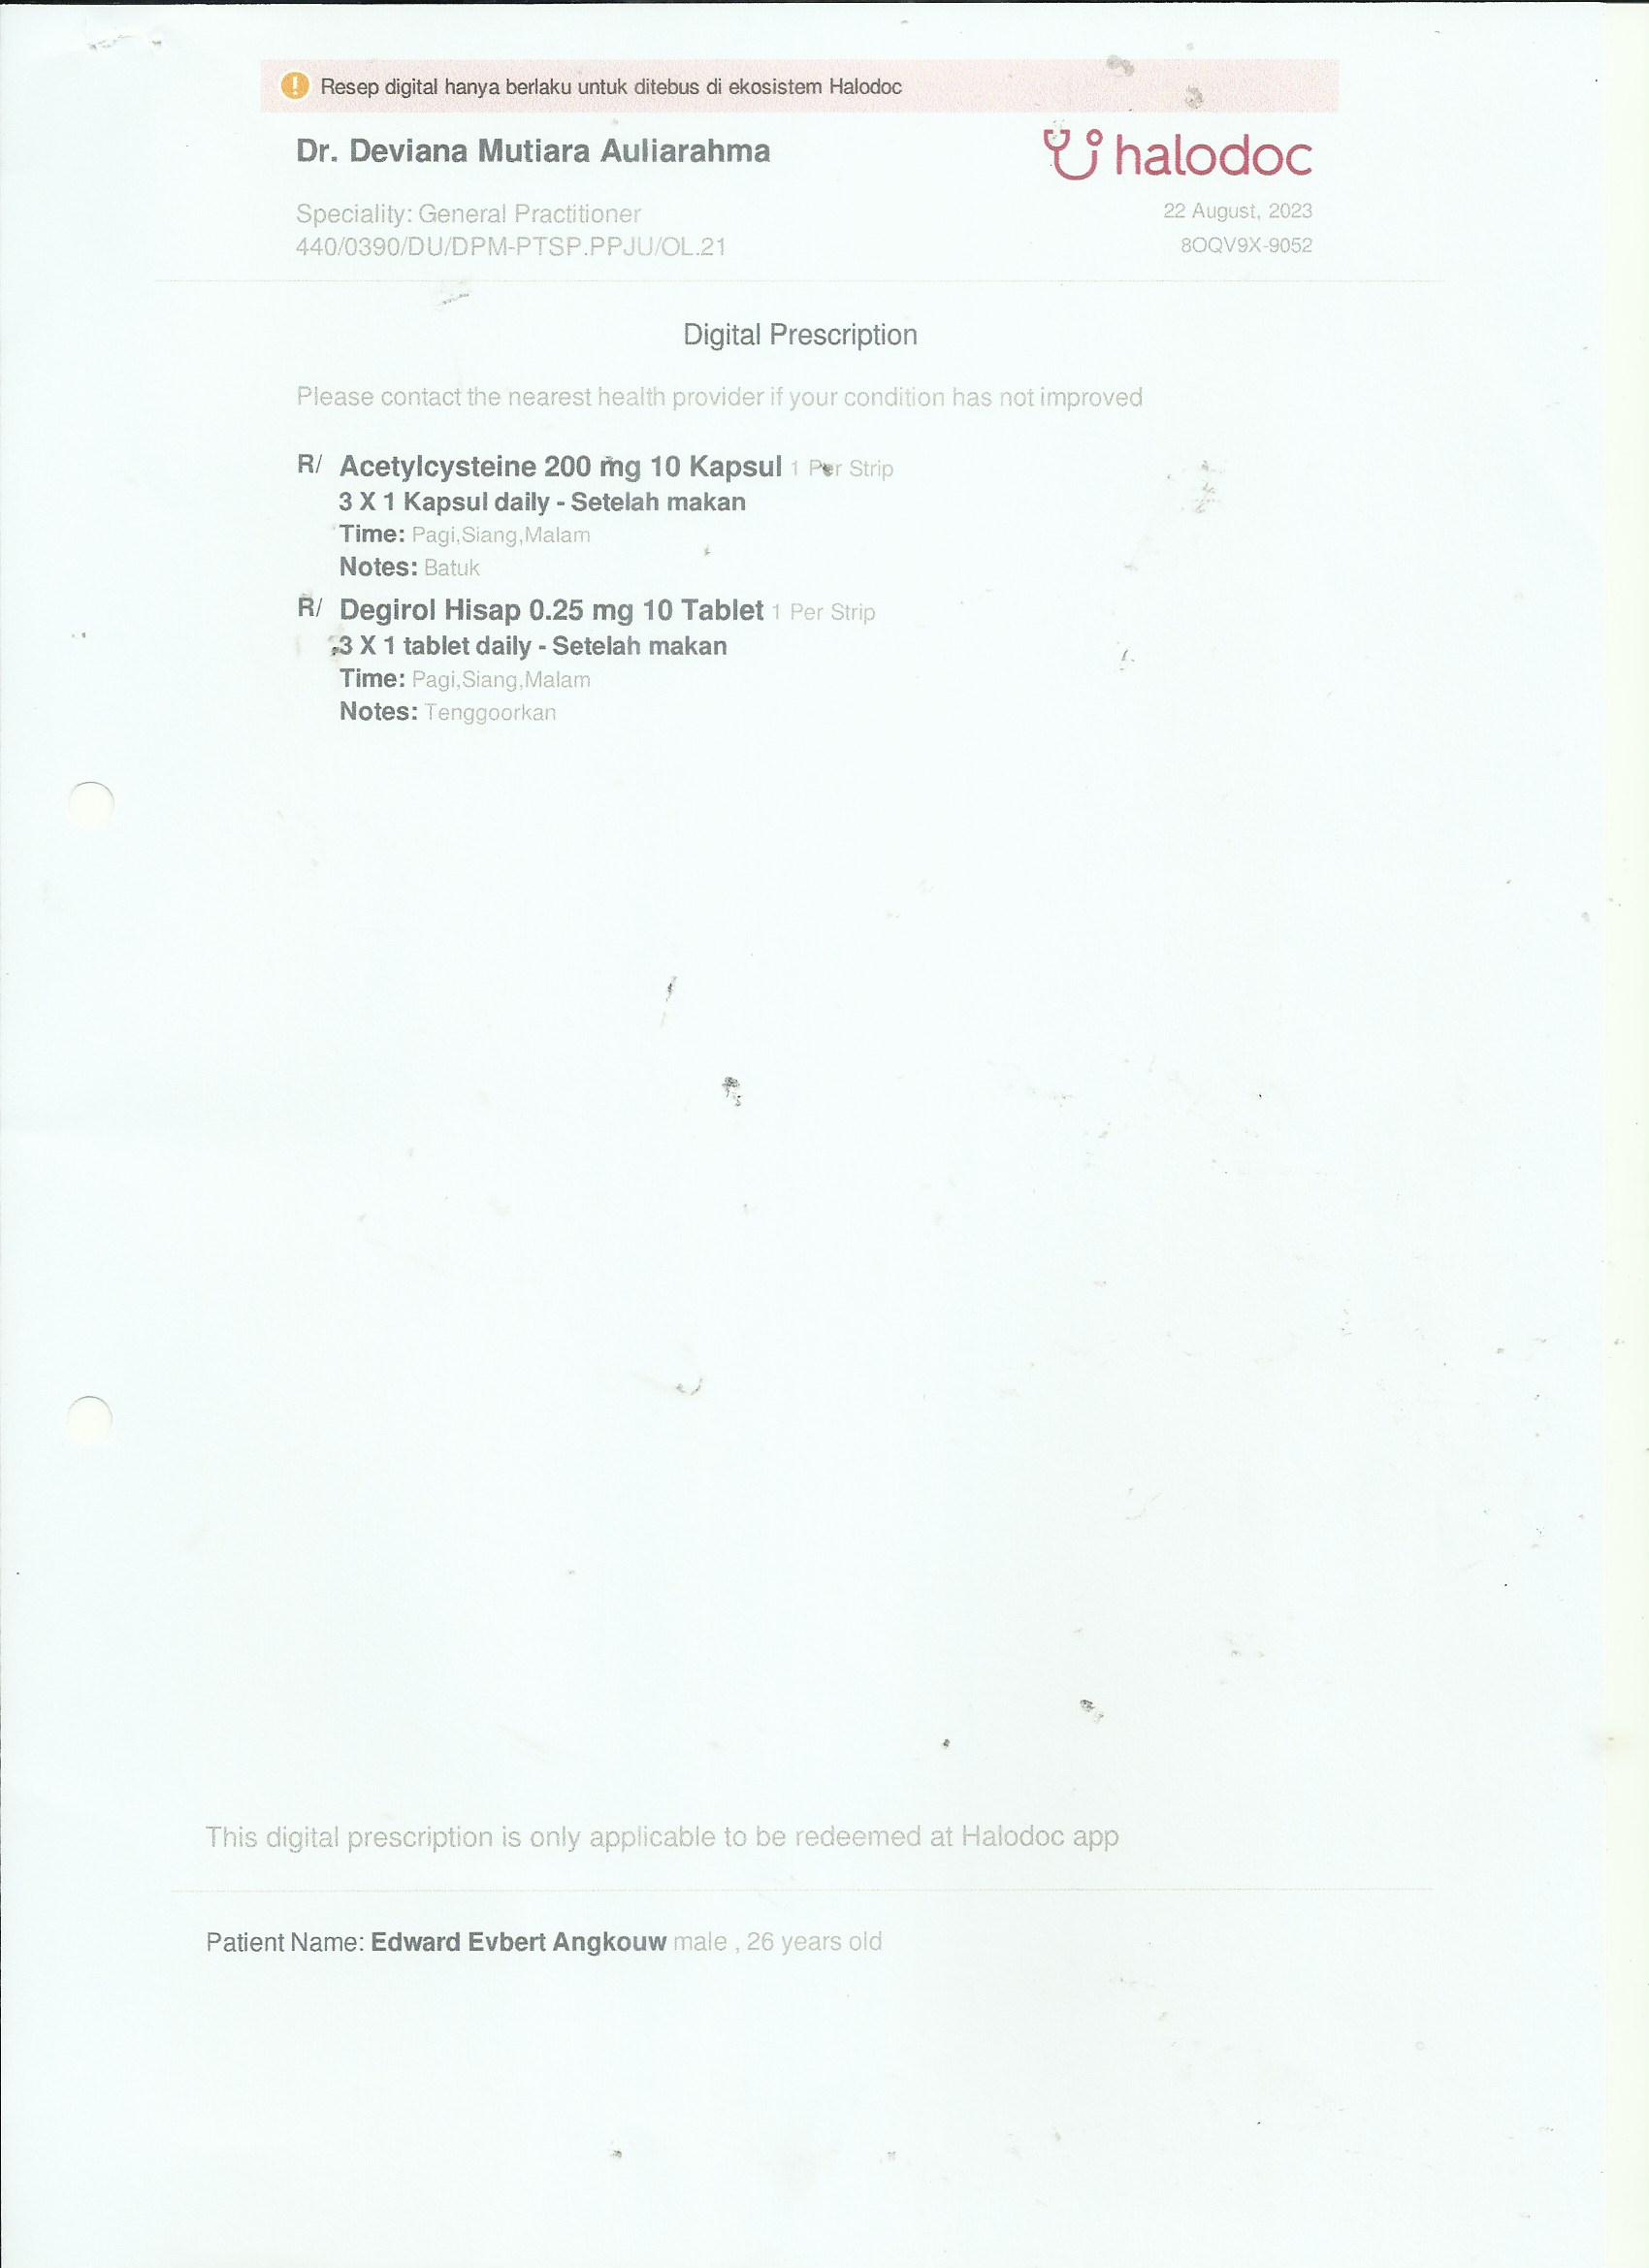 Resep digital hanya berlaku untuk ditebus di ekosistem Halodoc
Dr. Deviana Mutiara Auliarahma
halodoc
Speciality: General Practitioner
22 August, 2023
440/0390/DU/DPM-PTSP.PPJU/OL.21
8OQV9X-9052
Digital Prescription
Please contact the nearest health provider if your condition has not improved
R/ Acetylcysteine 200 mg 10 Kapsul 1 Per Strip
3 X 1 Kapsul daily - Setelah makan
Time: Pagi,Siang,Malam
Notes: Batuk
R/ Degirol Hisap 0.25 mg 10 Tablet 1 Per Strip
3 X 1 tablet daily - Setelah makan
Time: Pagi,Siang,Malam
Notes: Tenggoorkan
This digital prescription is only applicable to be redeemed at Halodoc app
Patient Name: Edward Evbert Angkouw male , 26 years old